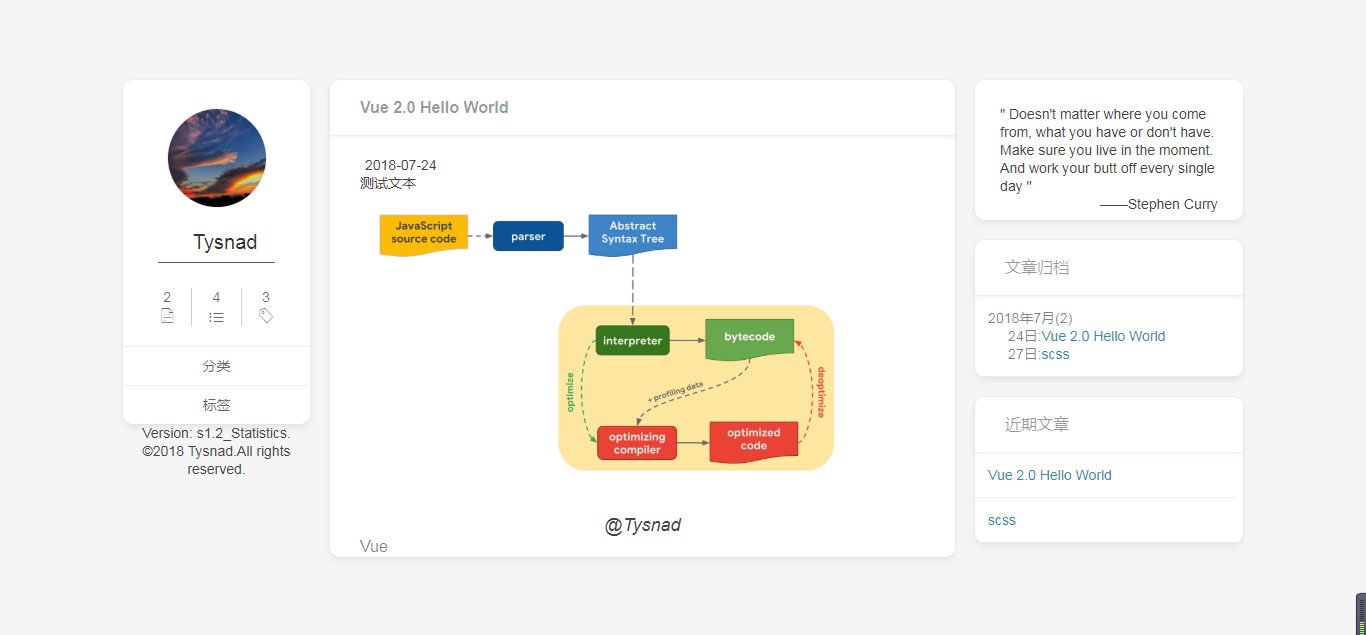 Tysnad
2 4 3
分类
标签
Version: s1.2_Statistics.
©2018 Tysnad.All rights
reserved.
Vue 2.0 Hello World
2018-07-24
测试文本
JavaScript
source code
parser
Abstract
Syntax Tree
interpreter
bytecode
optimize
+ profiling data
deoptimize
optimizing
compiler
optimized
code
@Tysnad
Vue
" Doesn't matter where you come
from, what you have or don't have.
Make sure you live in the moment.
And work your butt off every single
day "
——Stephen Curry
文章归档
2018年7月(2)
24日:Vue 2.0 Hello World
27日:scss
近期文章
Vue 2.0 Hello World
scss